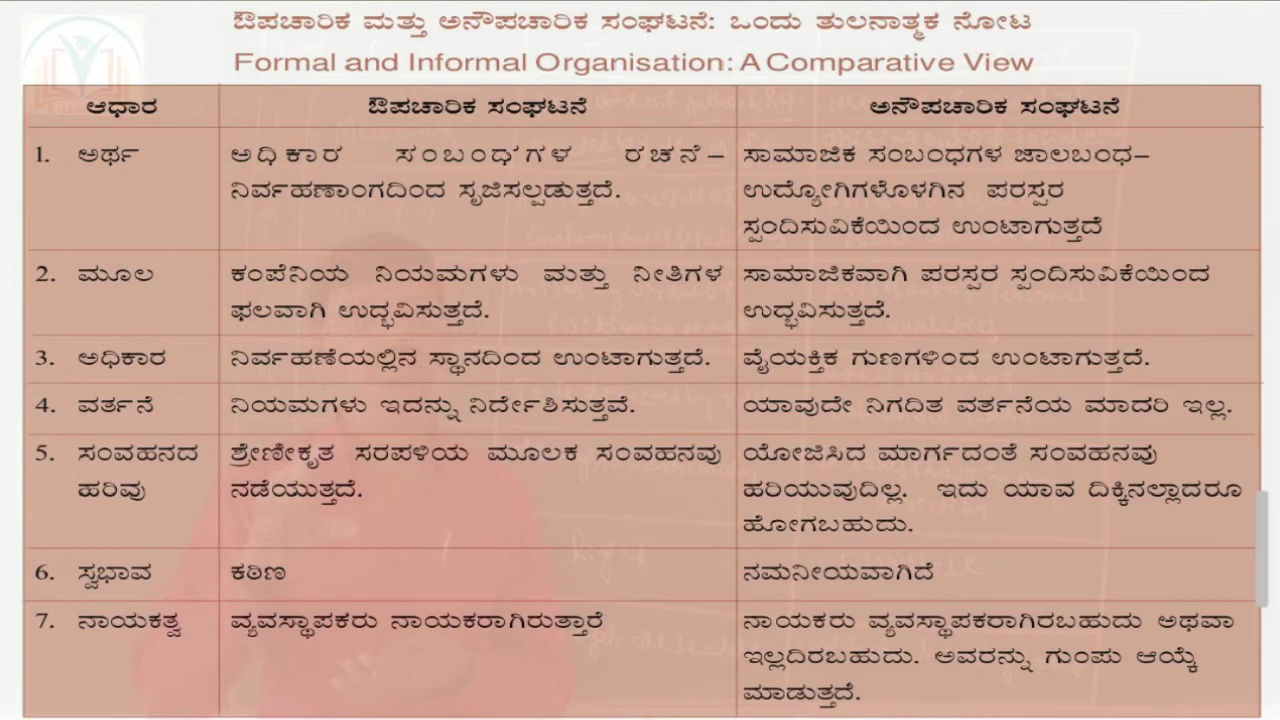 ಔಪಚಾರಿಕ ಮತ್ತು ಅನೌಪಚಾರಿಕ ಸಂಘಟನೆ: ಒಂದು ತುಲನಾತ್ಮಕ ನೋಟ
Formal and Informal Organisation: A Comparative View
ಆಧಾರ ಔಪಚಾರಿಕ ಸಂಘಟನೆ ಅನೌಪಚಾರಿಕ ಸಂಘಟನೆ
1. ಅರ್ಥ
ಅಧಿಕಾರ ಸಂಬಂಧಗಳ ರಚನೆ–
ನಿರ್ವಹಣಾಂಗದಿಂದ ಸೃಜಿಸಲ್ಪಡುತ್ತದೆ.
ಸಾಮಾಜಿಕ ಸಂಬಂಧಗಳ ಜಾಲಬಂಧ–
ಉದ್ಯೋಗಿಗಳೊಳಗಿನ ಪರಸ್ಪರ
ಸ್ಪಂದಿಸುವಿಕೆಯಿಂದ ಉಂಟಾಗುತ್ತದೆ
2. ಮೂಲ
ಕಂಪೆನಿಯ ನಿಯಮಗಳು ಮತ್ತು ನೀತಿಗಳ
ಫಲವಾಗಿ ಉದ್ಭವಿಸುತ್ತದೆ.
ಸಾಮಾಜಿಕವಾಗಿ ಪರಸ್ಪರ ಸ್ಪಂದಿಸುವಿಕೆಯಿಂದ
ಉದ್ಭವಿಸುತ್ತದೆ.
3. ಅಧಿಕಾರ
ನಿರ್ವಹಣೆಯಲ್ಲಿನ ಸ್ಥಾನದಿಂದ ಉಂಟಾಗುತ್ತದೆ.
ವೈಯಕ್ತಿಕ ಗುಣಗಳಿಂದ ಉಂಟಾಗುತ್ತದೆ.
4. ವರ್ತನೆ
ನಿಯಮಗಳು ಇದನ್ನು ನಿರ್ದೇಶಿಸುತ್ತವೆ.
ಯಾವುದೇ ನಿಗದಿತ ವರ್ತನೆಯ ಮಾದರಿ ಇಲ್ಲ.
5. ಸಂವಹನದ
ಹರಿವು
ಶ್ರೇಣೀಕೃತ ಸರಪಳಿಯ ಮೂಲಕ ಸಂವಹನವು
ನಡೆಯುತ್ತದೆ.
ಯೋಜಿಸಿದ ಮಾರ್ಗದಂತೆ ಸಂವಹನವು
ಹರಿಯುವುದಿಲ್ಲ. ಇದು ಯಾವ ದಿಕ್ಕಿನಲ್ಲಾದರೂ
ಹೋಗಬಹುದು.
6. ಸ್ವಭಾವ
ಕಠಿಣ
ನಮನೀಯವಾಗಿದೆ
7. ನಾಯಕತ್ವ
ವ್ಯವಸ್ಥಾಪಕರು ನಾಯಕರಾಗಿರುತ್ತಾರೆ
ನಾಯಕರು ವ್ಯವಸ್ಥಾಪಕರಾಗಿರಬಹುದು ಅಥವಾ
ಇಲ್ಲದಿರಬಹುದು. ಅವರನ್ನು ಗುಂಪು ಆಯ್ಕೆ
ಮಾಡುತ್ತದೆ.